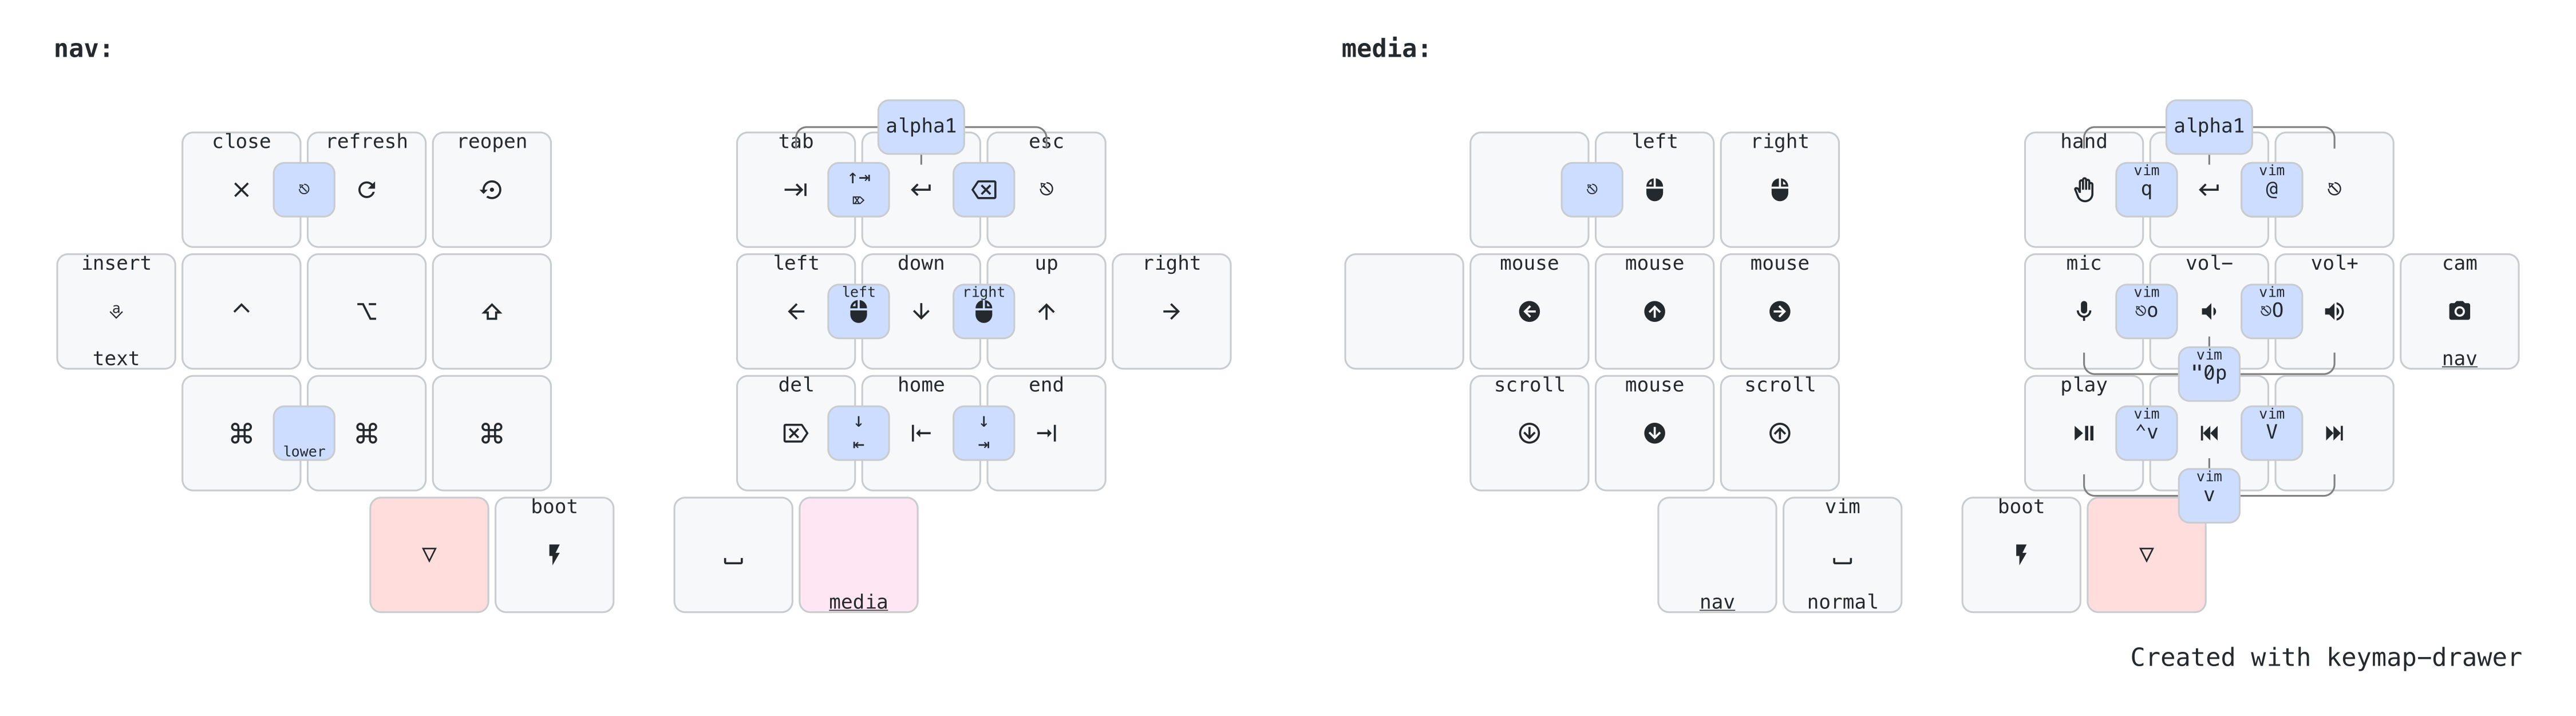 nav:
media:
alpha1
close refresh reopen
tab esc
insert
text
left down up right
left right
del home end
lower
boot
media
alpha1
left right
hand
vim
q
vim
@
mouse mouse mouse
mic vol− vol+ cam
vim
o
vim
O
nav
scroll mouse scroll
vim
"0p
play
vim
^v
vim
V
vim
v
vim
boot
nav
normal
Created with keymap−drawer